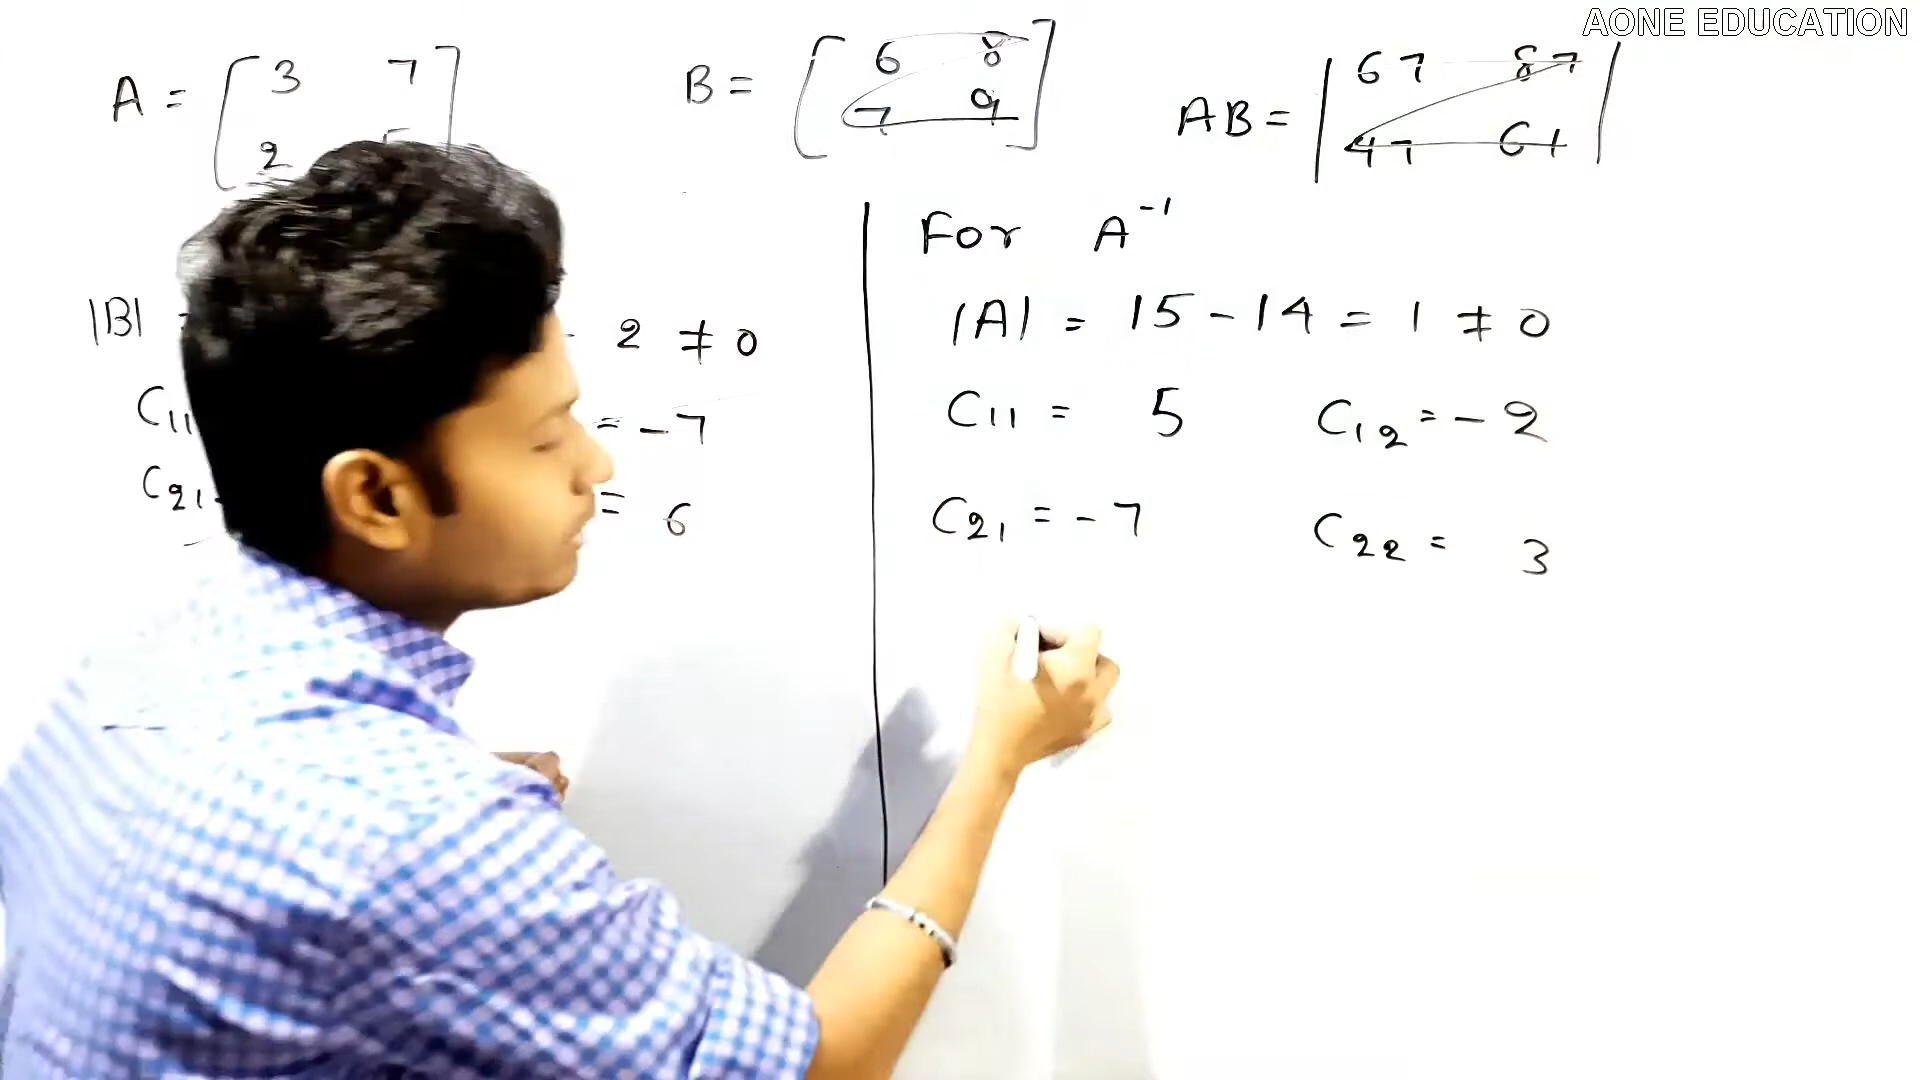 AONE EDUCATION
A = [ 3 7
2
B = [ 6 8 ]
7 9
AB = | 67 87 |
47 61
|B|
2 ≠ 0
C11
= -7
C21
= 6
For A⁻¹
|A| = 15 - 14 = 1 ≠ 0
C11 = 5 C12 = -2
C21 = -7 C22 = 3